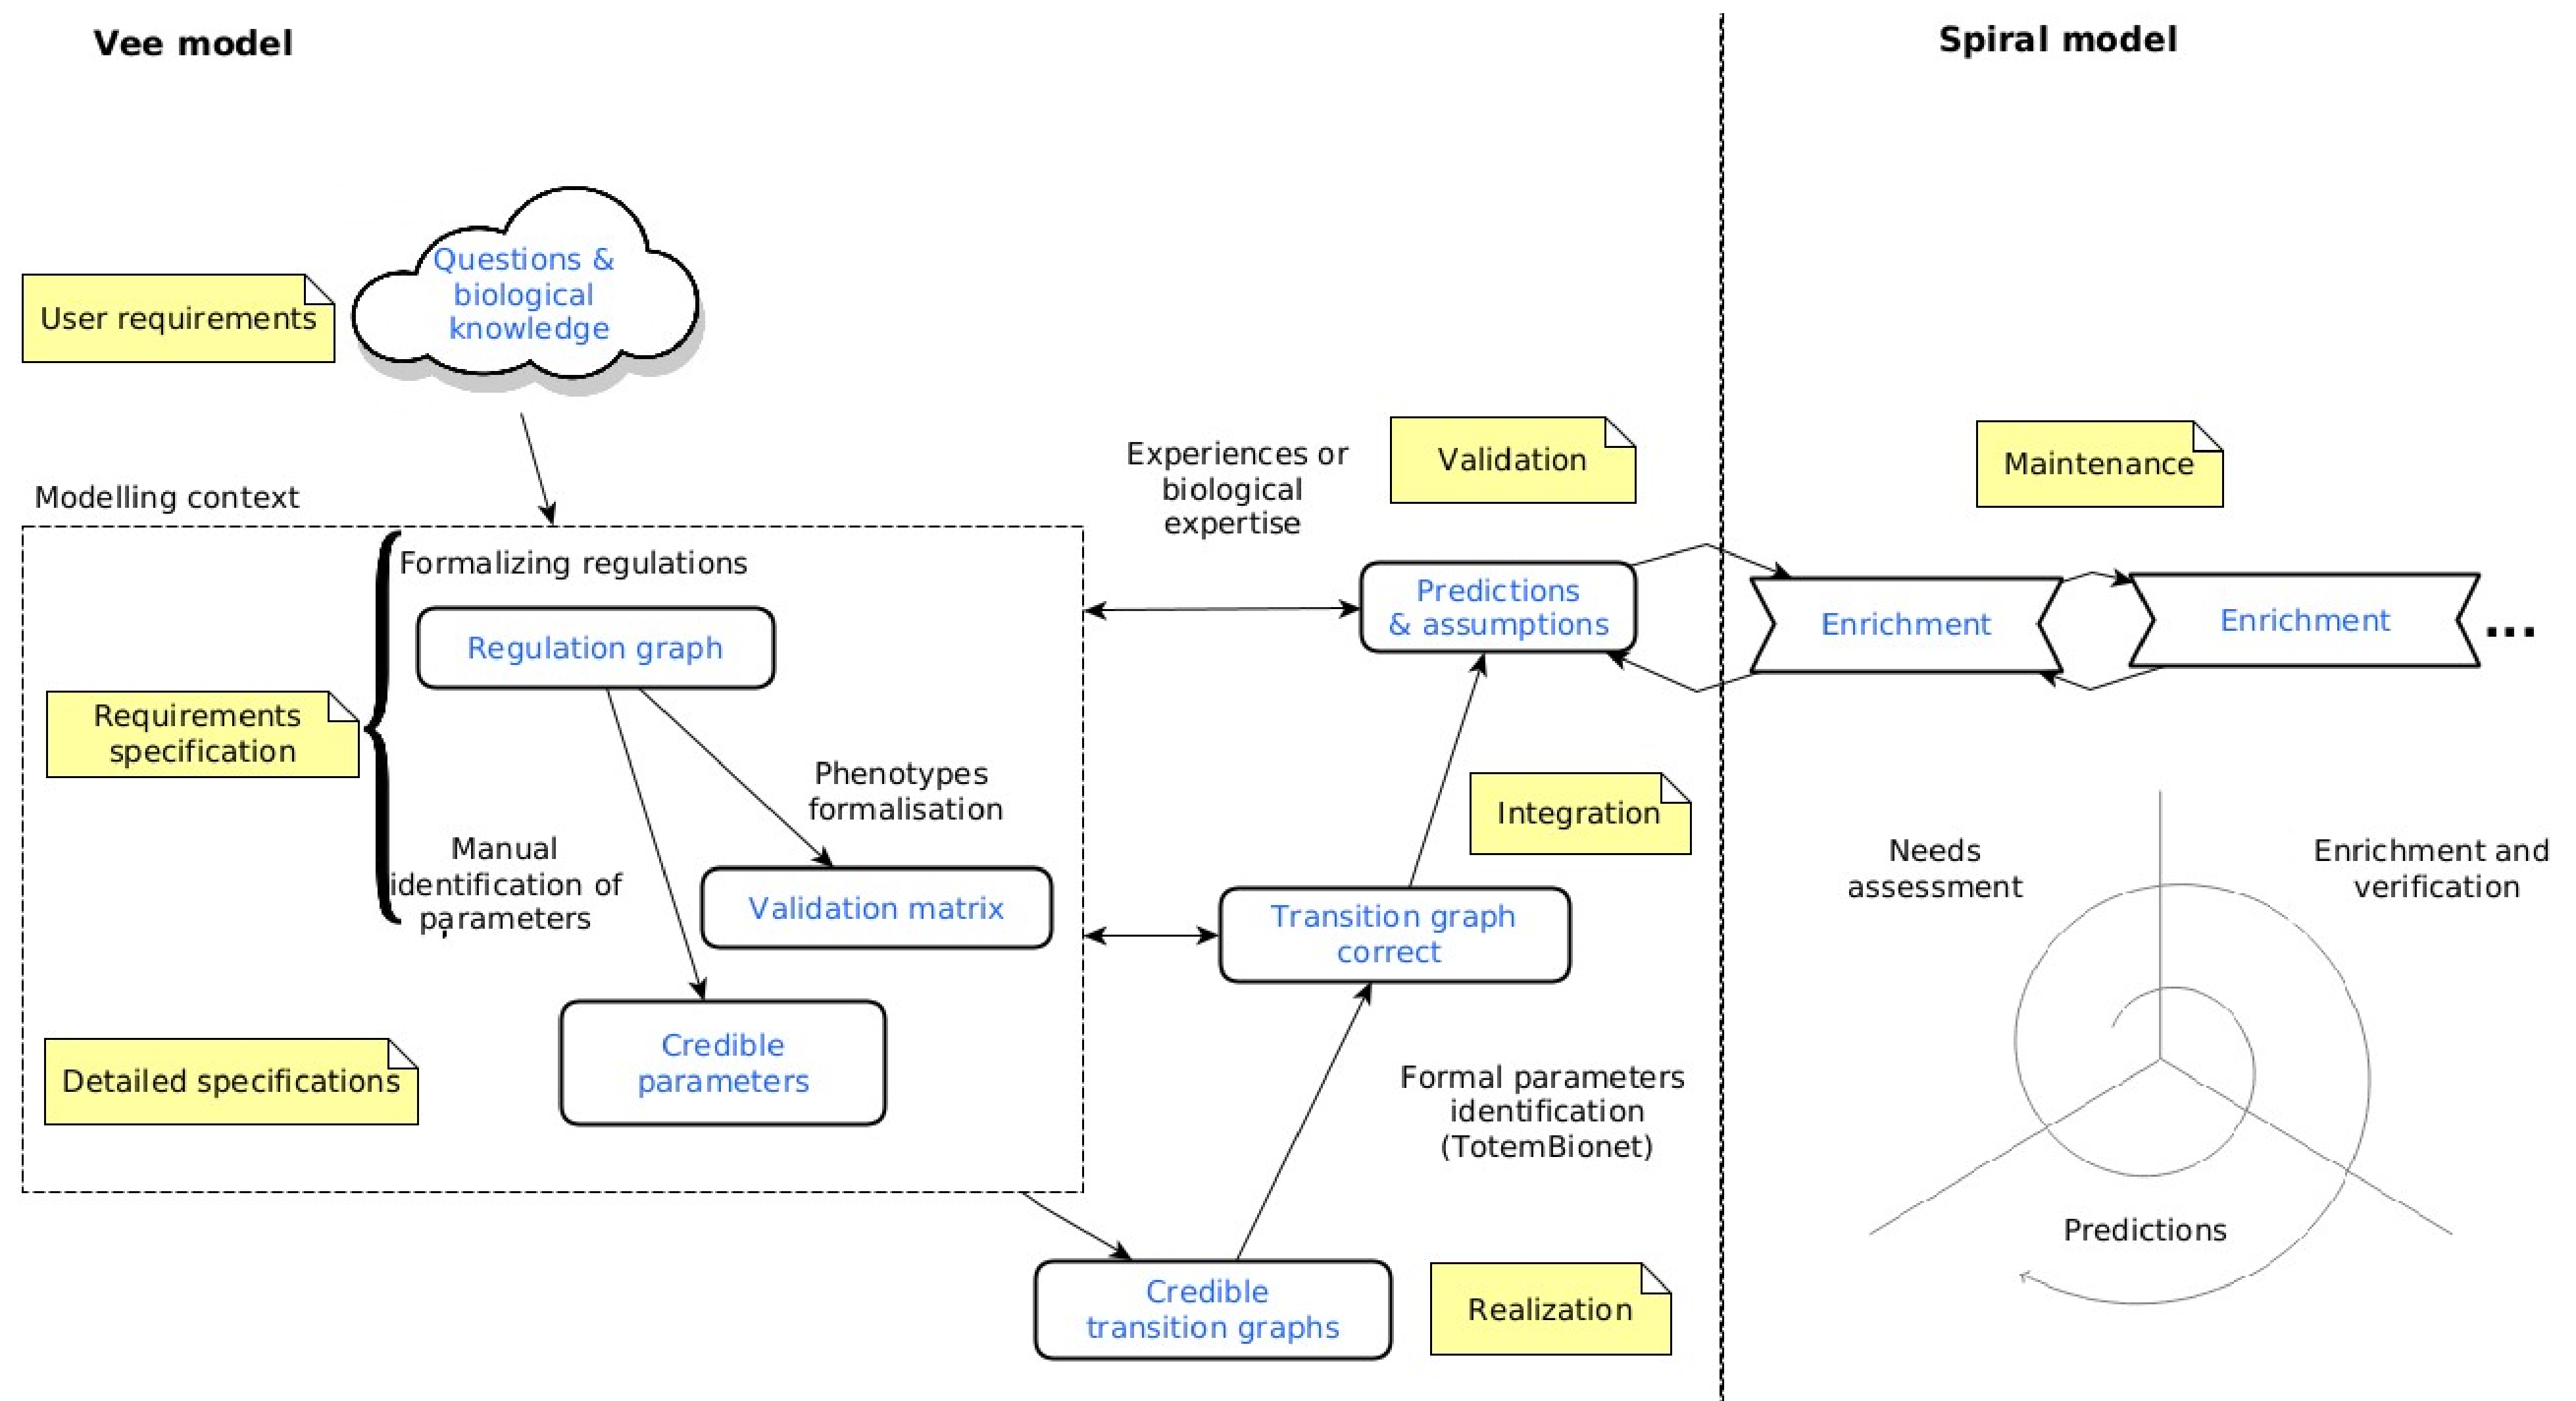 Vee model
Spiral model
Questions &
biological
knowledge
User requirements
Modelling context
Formalizing regulations
Regulation graph
Requirements
specification
Phenotypes
formalisation
Manual
identification of
parameters
Validation matrix
Credible
parameters
Detailed specifications
Experiences or
biological
expertise
Validation
Predictions
& assumptions
Integration
Transition graph
correct
Formal parameters
identification
(TotemBionet)
Credible
transition graphs
Realization
Maintenance
Enrichment
Enrichment
...
Needs
assessment
Enrichment and
verification
Predictions